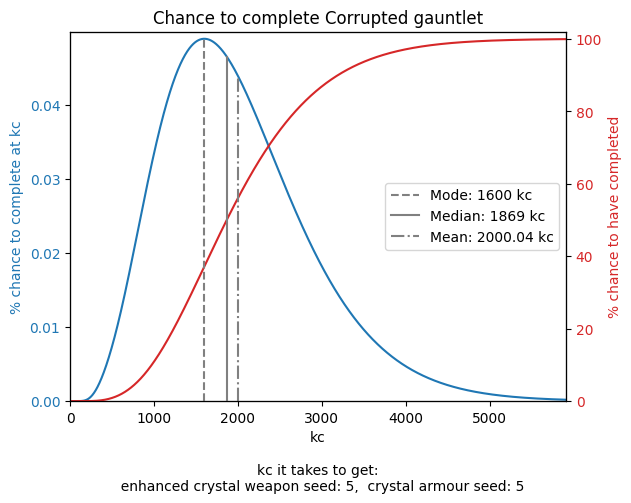 Chance to complete Corrupted gauntlet
% chance to complete at kc
0.04
0.03
0.02
0.01
0.00
Mode: 1600 kc
Median: 1869 kc
Mean: 2000.04 kc
100
80
60
40
20
0
% chance to have completed
0 1000 2000 3000 4000 5000
kc
kc it takes to get:
enhanced crystal weapon seed: 5, crystal armour seed: 5